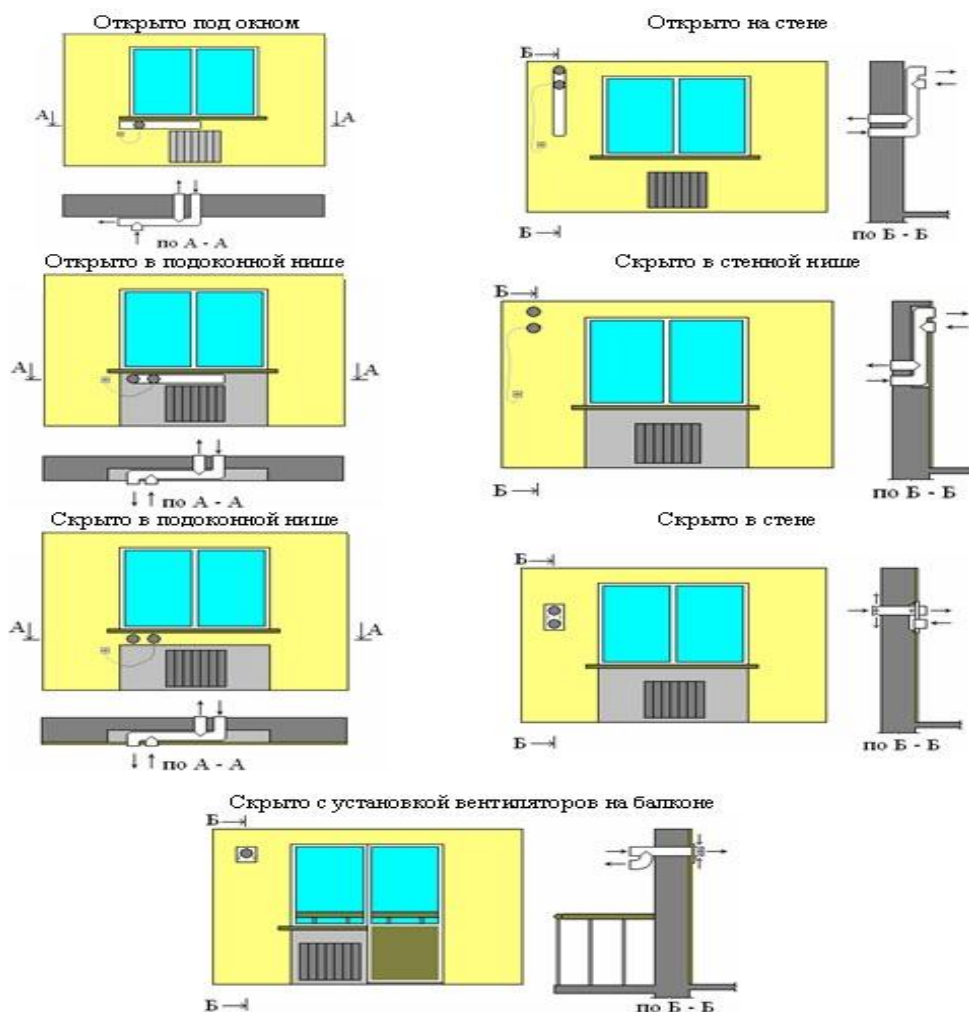 Открыто под окном
А А
по А - А
Открыто на стене
Б
Б по Б - Б
Открыто в подоконной нише
А А
по А - А
Скрыто в стенной нише
Б
Б по Б - Б
Скрыто в подоконной нише
А А
по А - А
Скрыто в стене
Б
Б по Б - Б
Скрыто с установкой вентиляторов на балконе
Б
Б по Б - Б